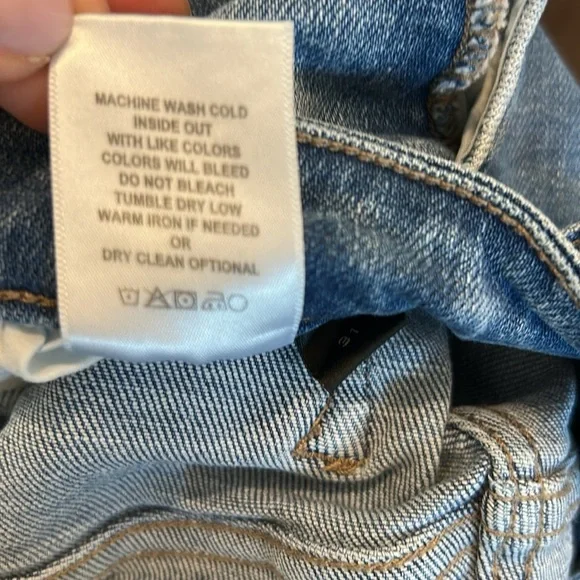 MACHINE WASH COLD
INSIDE OUT
WITH LIKE COLORS
COLORS WILL BLEED
DO NOT BLEACH
TUMBLE DRY LOW
WARM IRON IF NEEDED
OR
DRY CLEAN OPTIONAL